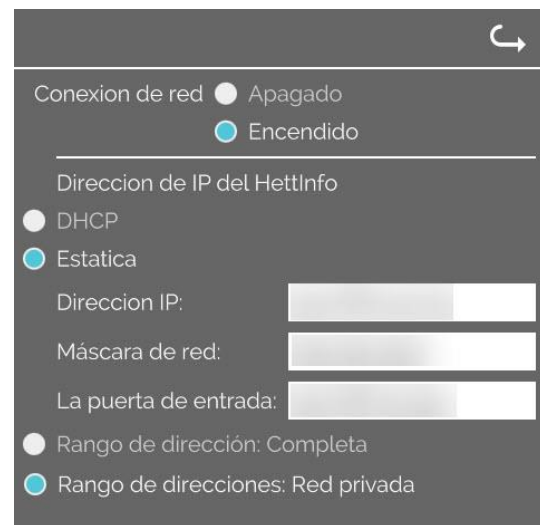 Conexion de red Apagado
Encendido
Direccion de IP del HettInfo
DHCP
Estatica
Direccion IP:
Máscara de red:
La puerta de entrada:
Rango de dirección: Completa
Rango de direcciones: Red privada